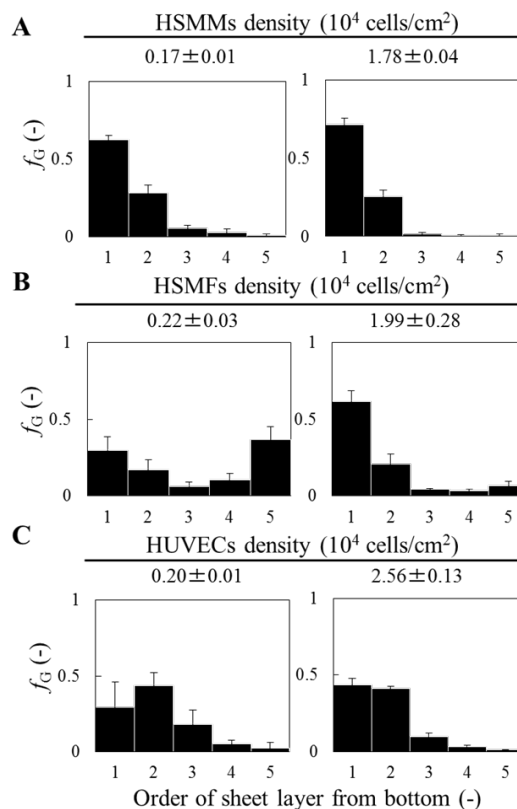 A
HSMMs density (10⁴ cells/cm²)
0.17±0.01 1.78±0.04
1 1
f_G (-) 0.5 0.5
0 0
1 2 3 4 5 1 2 3 4 5
B
HSMFs density (10⁴ cells/cm²)
0.22±0.03 1.99±0.28
1 1
f_G (-) 0.5 0.5
0 0
1 2 3 4 5 1 2 3 4 5
C
HUVECs density (10⁴ cells/cm²)
0.20±0.01 2.56±0.13
1 1
f_G (-) 0.5 0.5
0 0
1 2 3 4 5 1 2 3 4 5
Order of sheet layer from bottom (-)